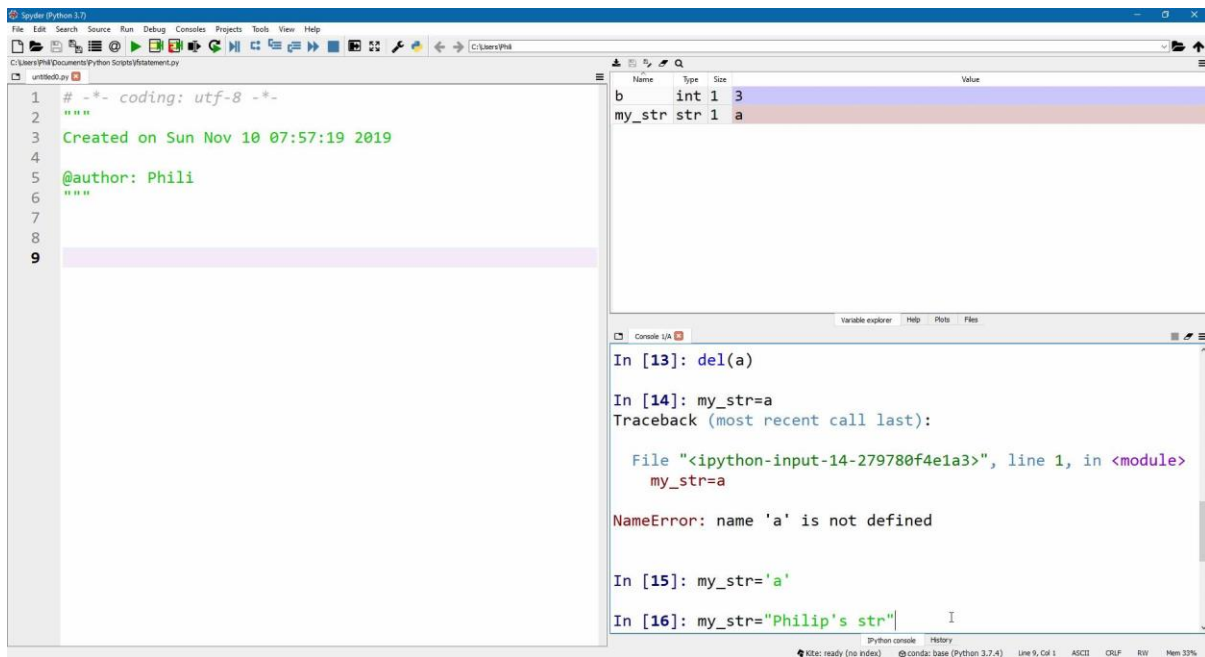 Spyder (Python 3.7)
File Edit Search Source Run Debug Consoles Projects Tools View Help
C:\Users\Phili
C:\Users\Phili\Documents\Python Scripts\ifstatement.py
untitled0.py
1 # -*- coding: utf-8 -*-
2 """
3 Created on Sun Nov 10 07:57:19 2019
4
5 @author: Phili
6 """
7
8
9
Name Type Size Value
b int 1 3
my_str str 1 a
Variable explorer Help Plots Files
Console 1/A
In [13]: del(a)
In [14]: my_str=a
Traceback (most recent call last):
File "<ipython-input-14-279780f4e1a3>", line 1, in <module>
my_str=a
NameError: name 'a' is not defined
In [15]: my_str='a'
In [16]: my_str="Philip's str"
IPython console History
Kite: ready (no index) conda: base (Python 3.7.4) Line 9, Col 1 ASCII CRLF RW Mem 33%